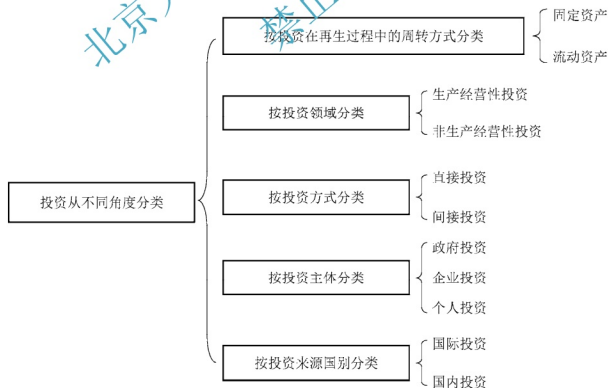 北京
禁止
按投资在再生过程中的周转方式分类
固定资产
流动资产
按投资领域分类
生产经营性投资
非生产经营性投资
投资从不同角度分类
按投资方式分类
直接投资
间接投资
按投资主体分类
政府投资
企业投资
个人投资
按投资来源国别分类
国际投资
国内投资